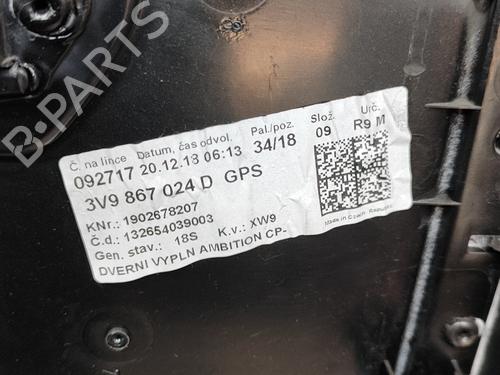 B-PARTS
Č. na lince Datum, čas odvol. Pal./poz. Slož. Urč.
092717 20.12.18 06:13 34/18 09 R9 M
3V9 867 024 D GPS
KNr.: 1902678207
Č.d.: 132654039003
Gen. stav.: 18S K.v.: XW9
DVERNI VYPLN AMBITION CP-
Made in Czech Republic